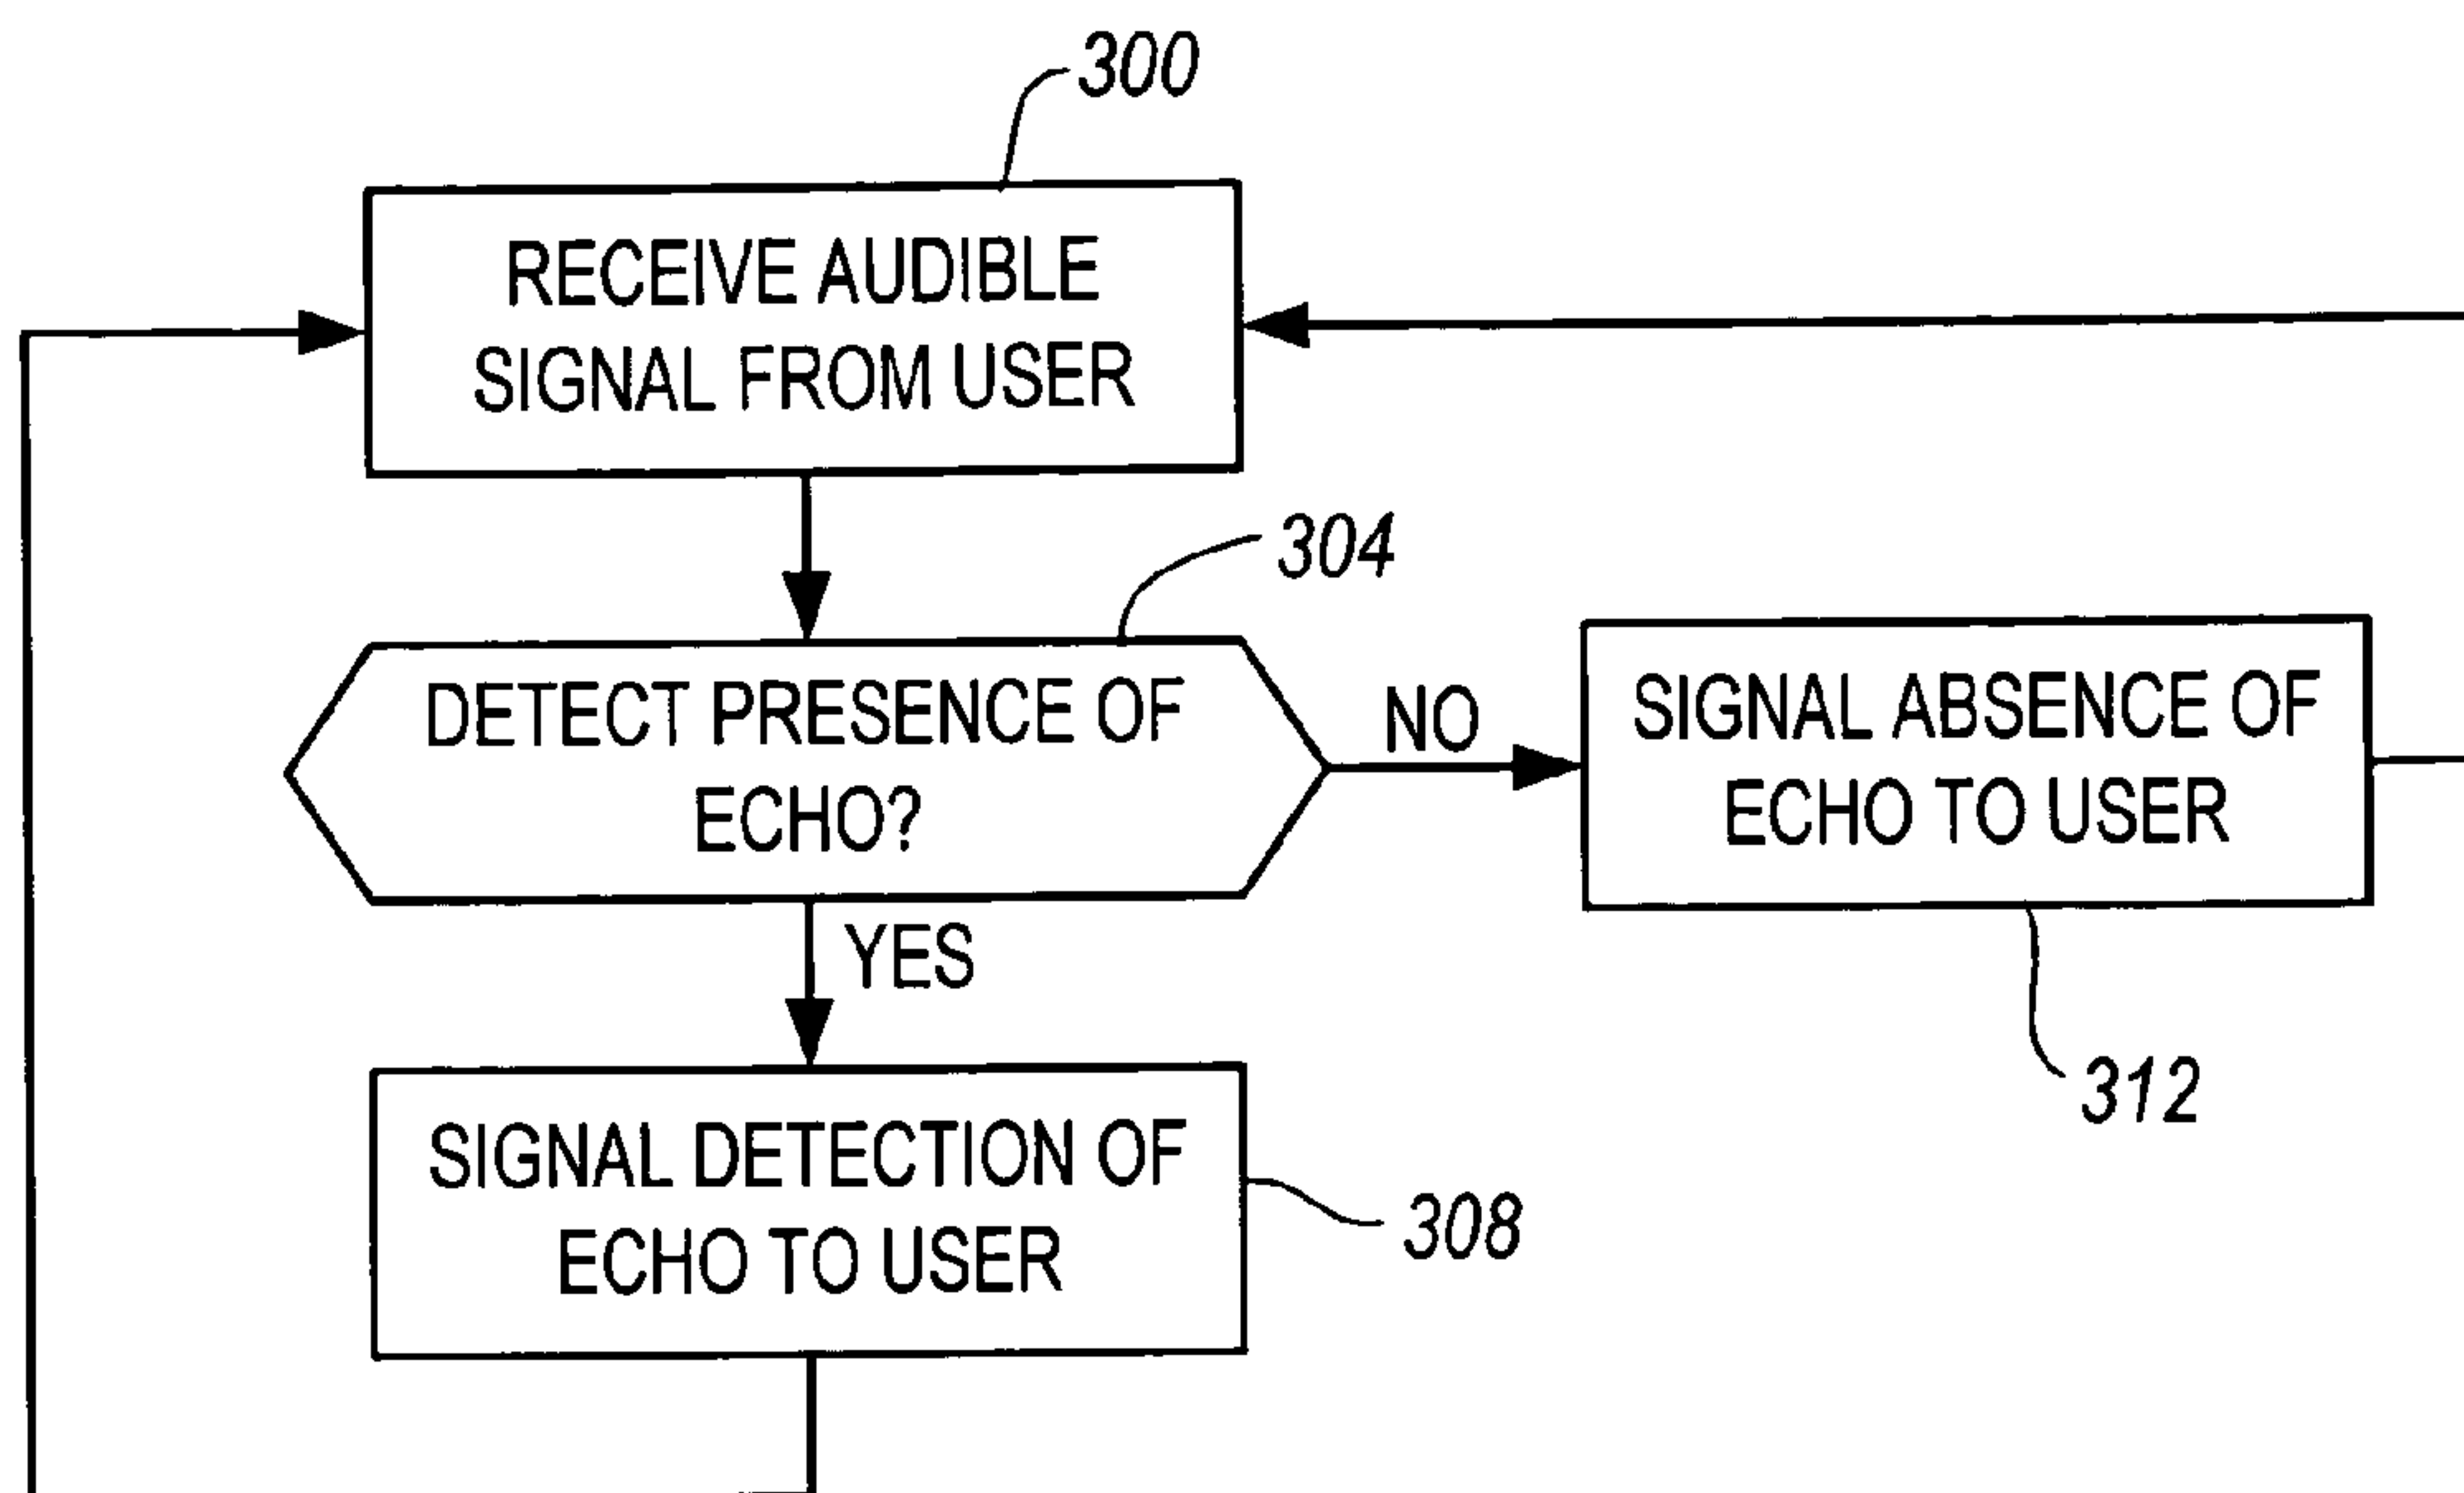 300
RECEIVE AUDIBLE
SIGNAL FROM USER
304
DETECT PRESENCE OF
ECHO?
NO
SIGNAL ABSENCE OF
ECHO TO USER
312
YES
SIGNAL DETECTION OF
ECHO TO USER
308